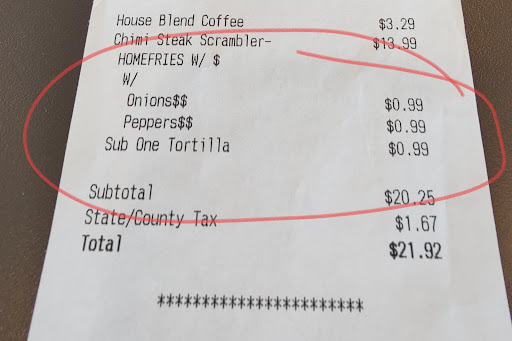 House Blend Coffee $3.29
Chimi Steak Scrambler- $13.99
HOMEFRIES W/ $
W/
Onions$$ $0.99
Peppers$$ $0.99
Sub One Tortilla $0.99
Subtotal $20.25
State/County Tax $1.67
Total $21.92
***********************